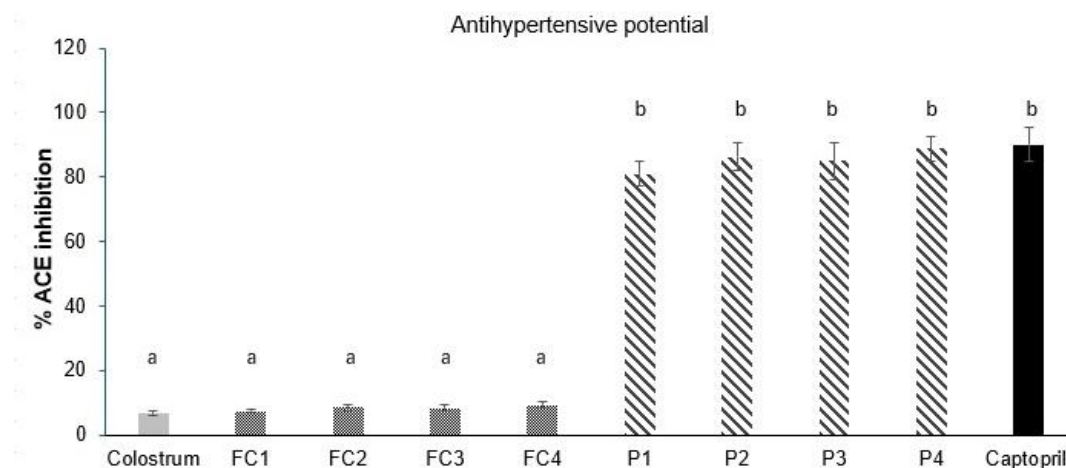 Antihypertensive potential
% ACE inhibition
120
100
80
60
40
20
0
a a a a a b b b b b
Colostrum FC1 FC2 FC3 FC4 P1 P2 P3 P4 Captopril